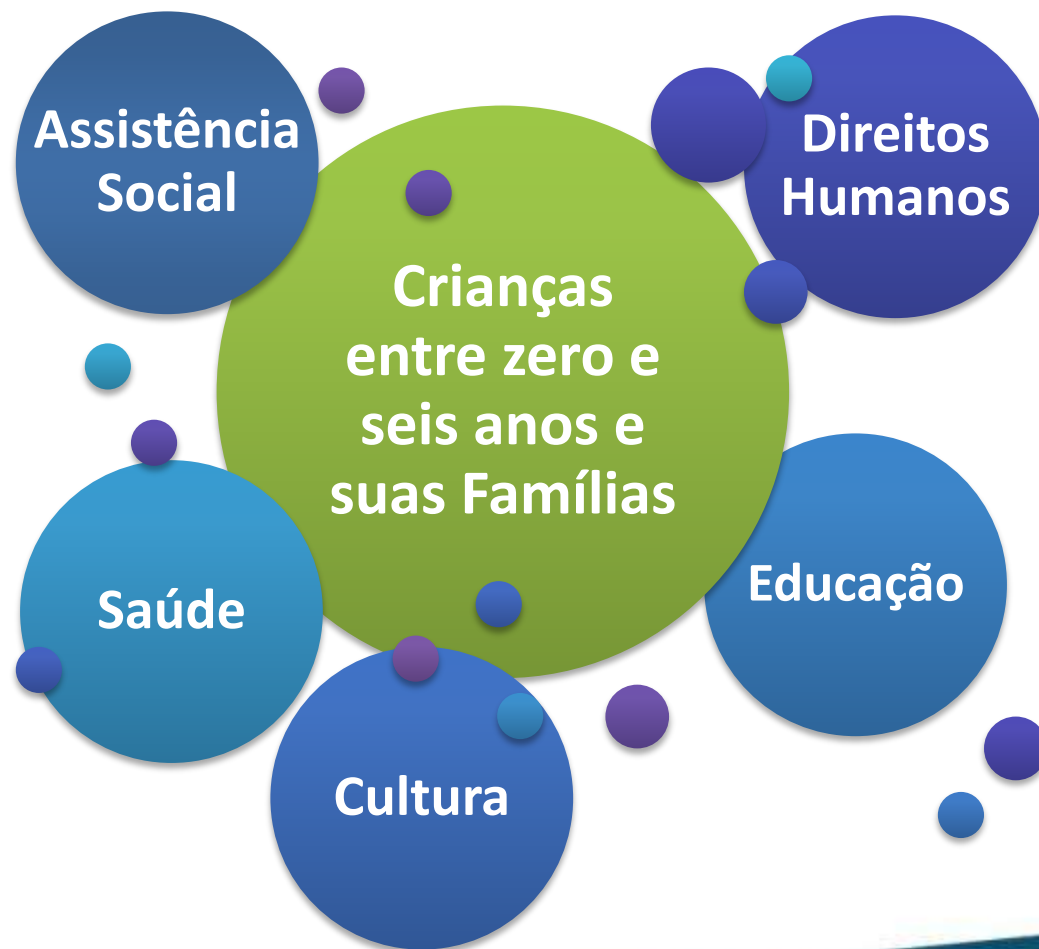 Assistência
Social
Direitos
Humanos
Crianças
entre zero e
seis anos e
suas Famílias
Saúde
Educação
Cultura